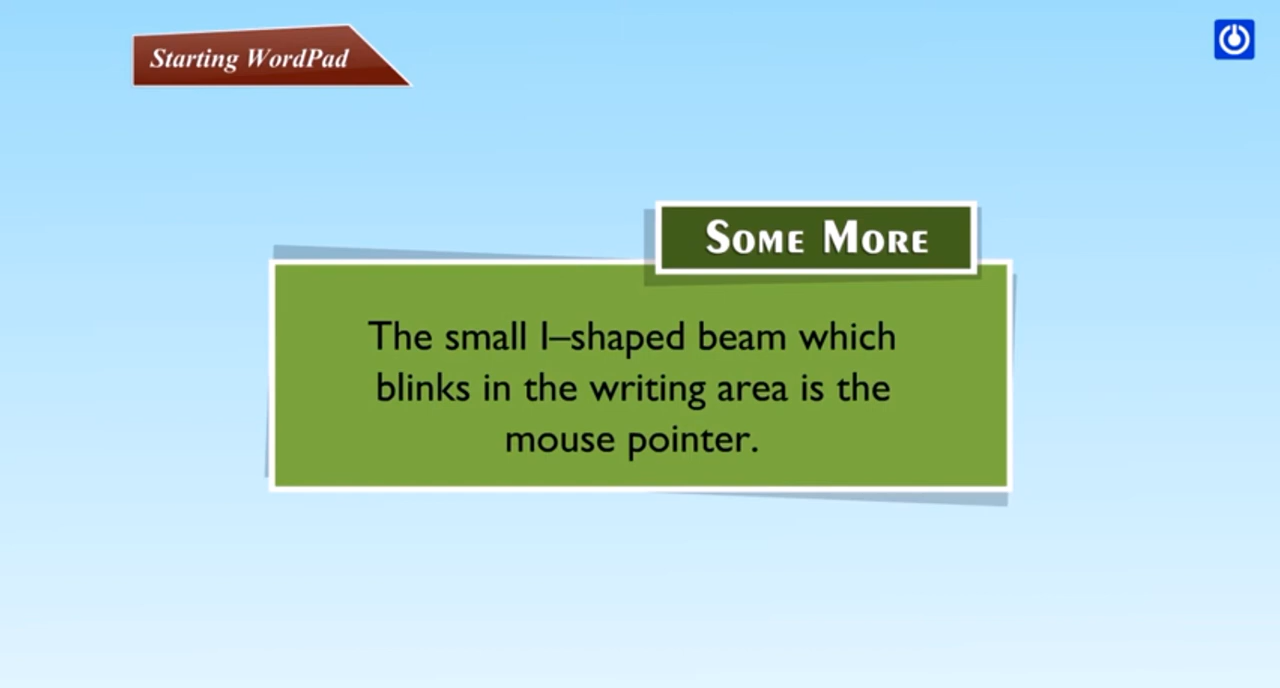 Starting WordPad
Some More
The small I–shaped beam which
blinks in the writing area is the
mouse pointer.